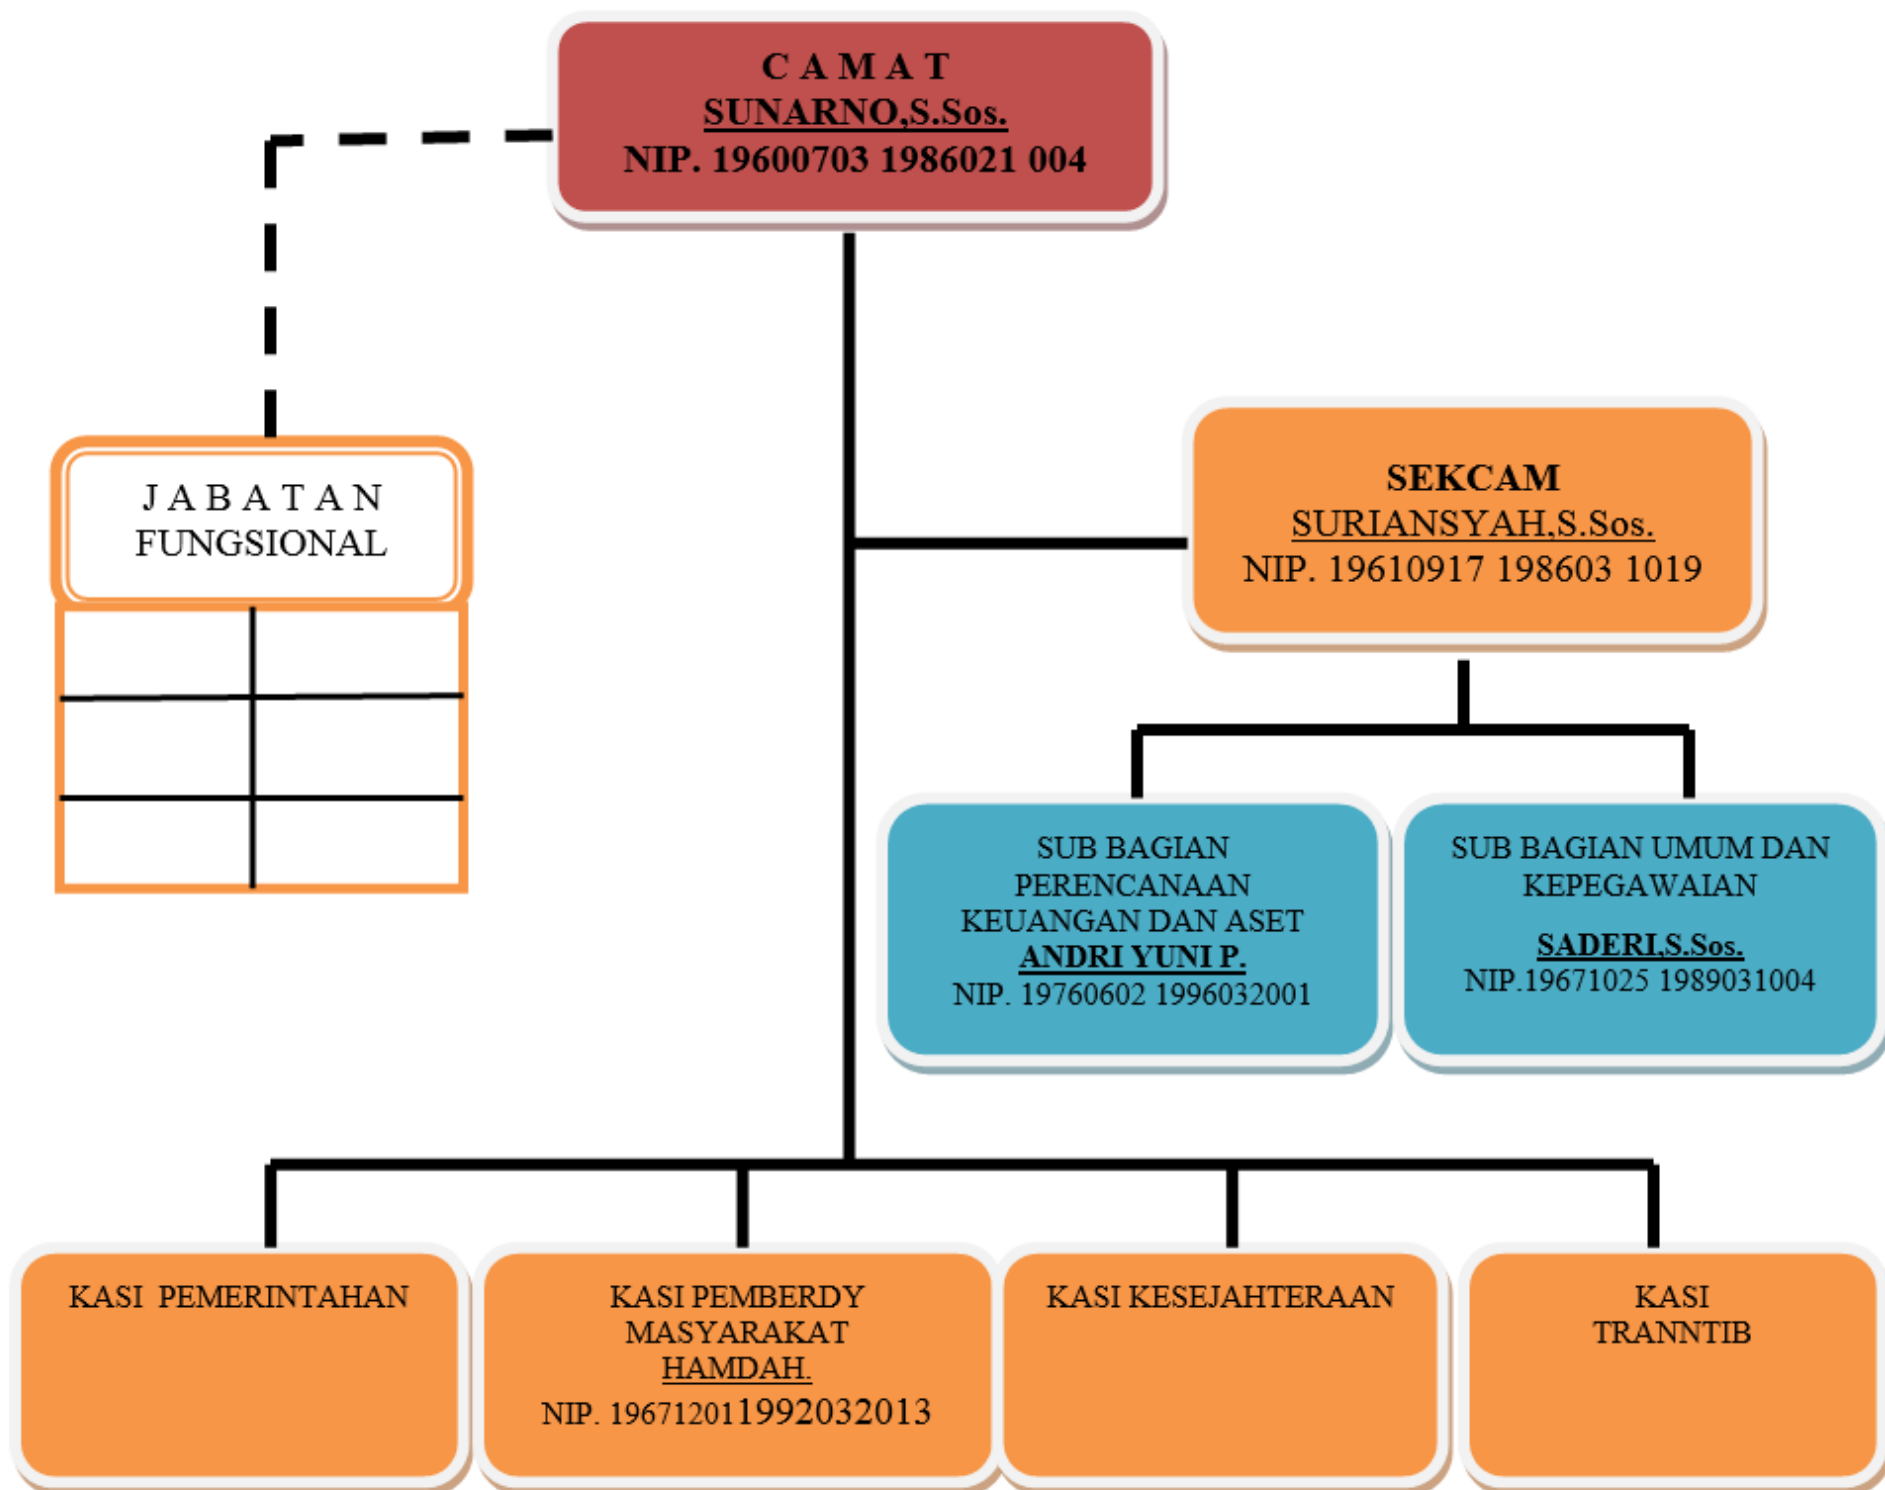 C A M A T
SUNARNO,S.Sos.
NIP. 19600703 1986021 004
J A B A T A N
FUNGSIONAL
SEKCAM
SURIANSYAH,S.Sos.
NIP. 19610917 198603 1019
SUB BAGIAN
PERENCANAAN
KEUANGAN DAN ASET
ANDRI YUNI P.
NIP. 19760602 1996032001
SUB BAGIAN UMUM DAN
KEPEGAWAIAN
SADERI,S.Sos.
NIP.19671025 1989031004
KASI  PEMERINTAHAN
KASI PEMBERDY
MASYARAKAT
HAMDAH.
NIP. 196712011992032013
KASI KESEJAHTERAAN
KASI
TRANNTIB